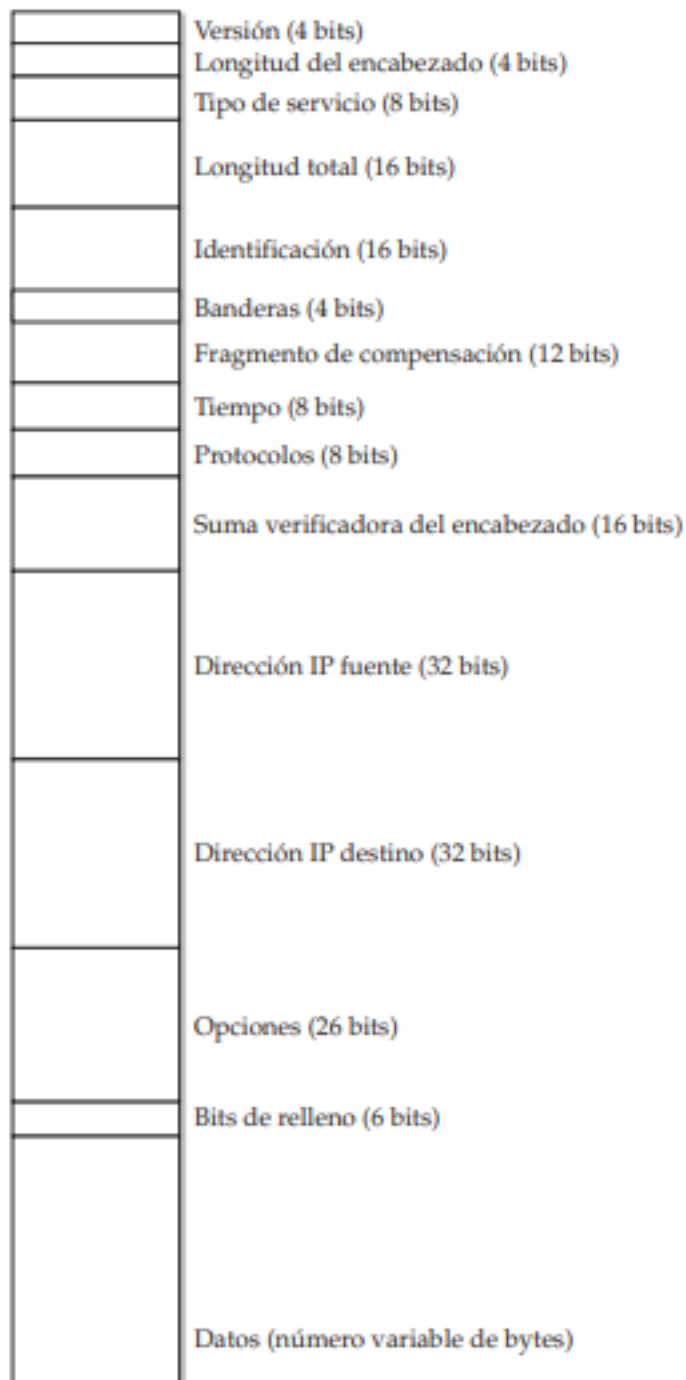 Versión (4 bits)
Longitud del encabezado (4 bits)
Tipo de servicio (8 bits)
Longitud total (16 bits)
Identificación (16 bits)
Banderas (4 bits)
Fragmento de compensación (12 bits)
Tiempo (8 bits)
Protocolos (8 bits)
Suma verificadora del encabezado (16 bits)
Dirección IP fuente (32 bits)
Dirección IP destino (32 bits)
Opciones (26 bits)
Bits de relleno (6 bits)
Datos (número variable de bytes)